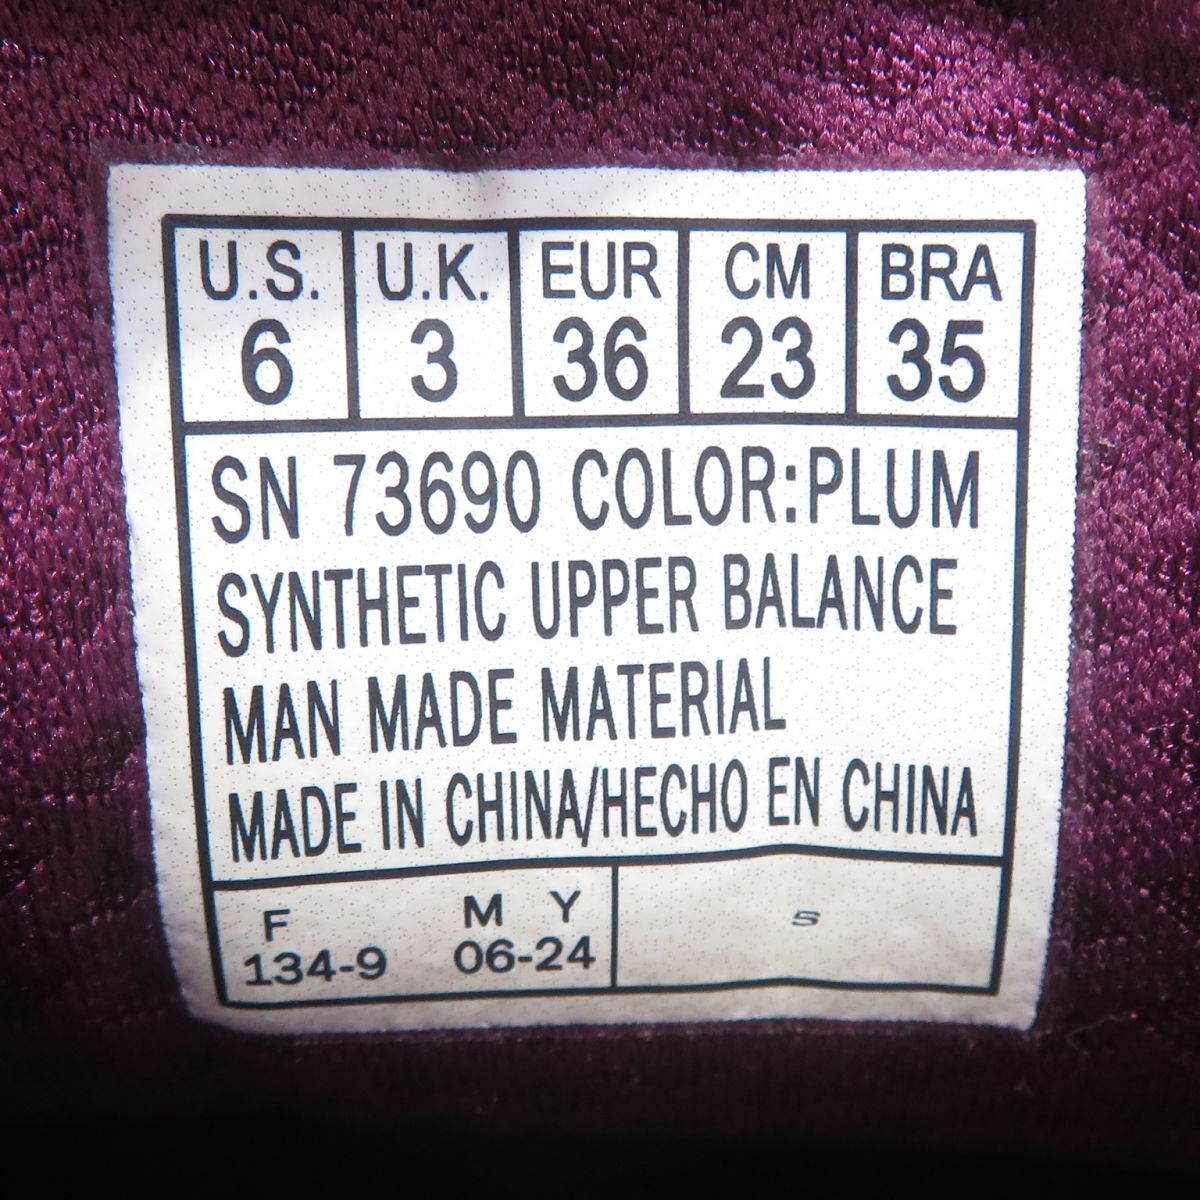 U.S. U.K. EUR CM BRA
6 3 36 23 35
SN 73690 COLOR:PLUM
SYNTHETIC UPPER BALANCE
MAN MADE MATERIAL
MADE IN CHINA/HECHO EN CHINA
F M Y S
134-9 06-24